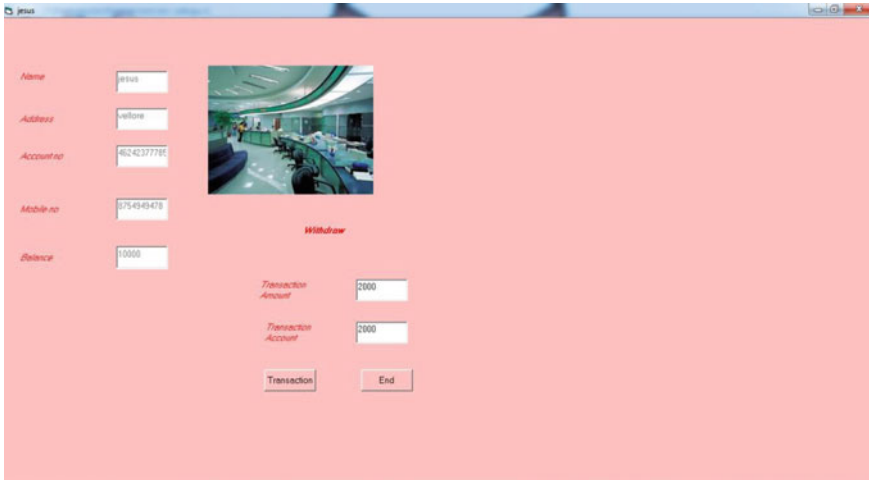 jesus
Name
jesus
Address
vellore
Account no
4624237778
Mobile no
8754949478
Withdraw
Balance
10000
Transaction
Amount
2000
Transaction
Account
2000
Transaction
End